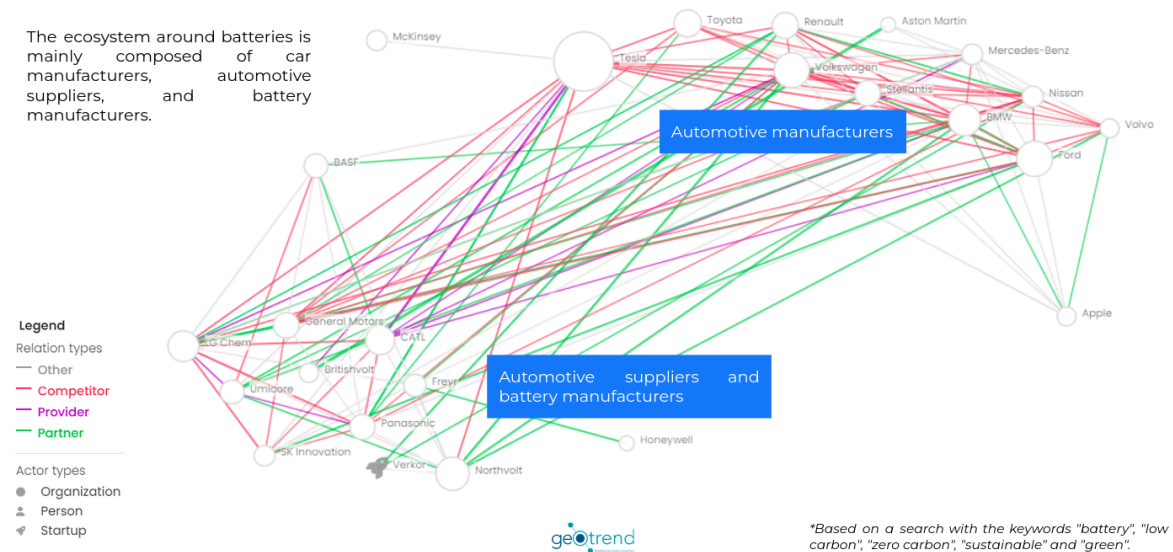 The ecosystem around batteries is
mainly composed of car
manufacturers, automotive
suppliers, and battery
manufacturers.
McKinsey
Toyota
Renault
Aston Martin
Tesla
Volkswagen
Mercedes-Benz
Stellantis
Nissan
BMW
Volvo
Automotive manufacturers
Ford
BASF
Apple
General Motors
LG Chem
CATL
Britishvolt
Freyr
Umicore
Automotive suppliers and
battery manufacturers
Panasonic
Honeywell
SK Innovation
Verkor
Northvolt
Legend
Relation types
Other
Competitor
Provider
Partner
Actor types
Organization
Person
Startup
geotrend
*Based on a search with the keywords "battery", "low
carbon", "zero carbon", "sustainable" and "green".